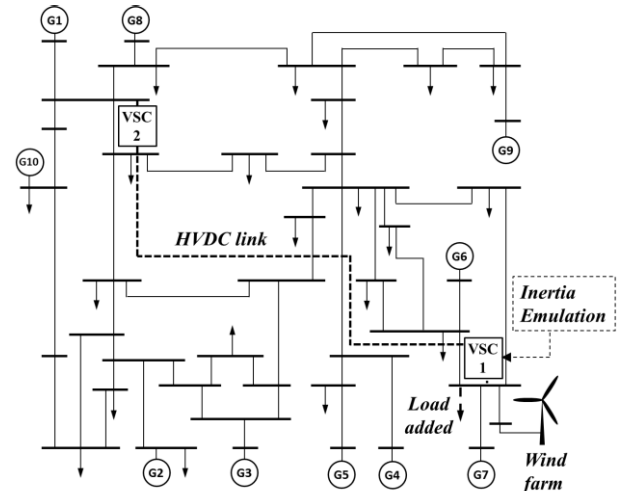 G1
G8
VSC
2
G9
G10
HVDC link
G6
Inertia
Emulation
VSC
1
Load
added
G2
G3
G5
G4
G7
Wind
farm